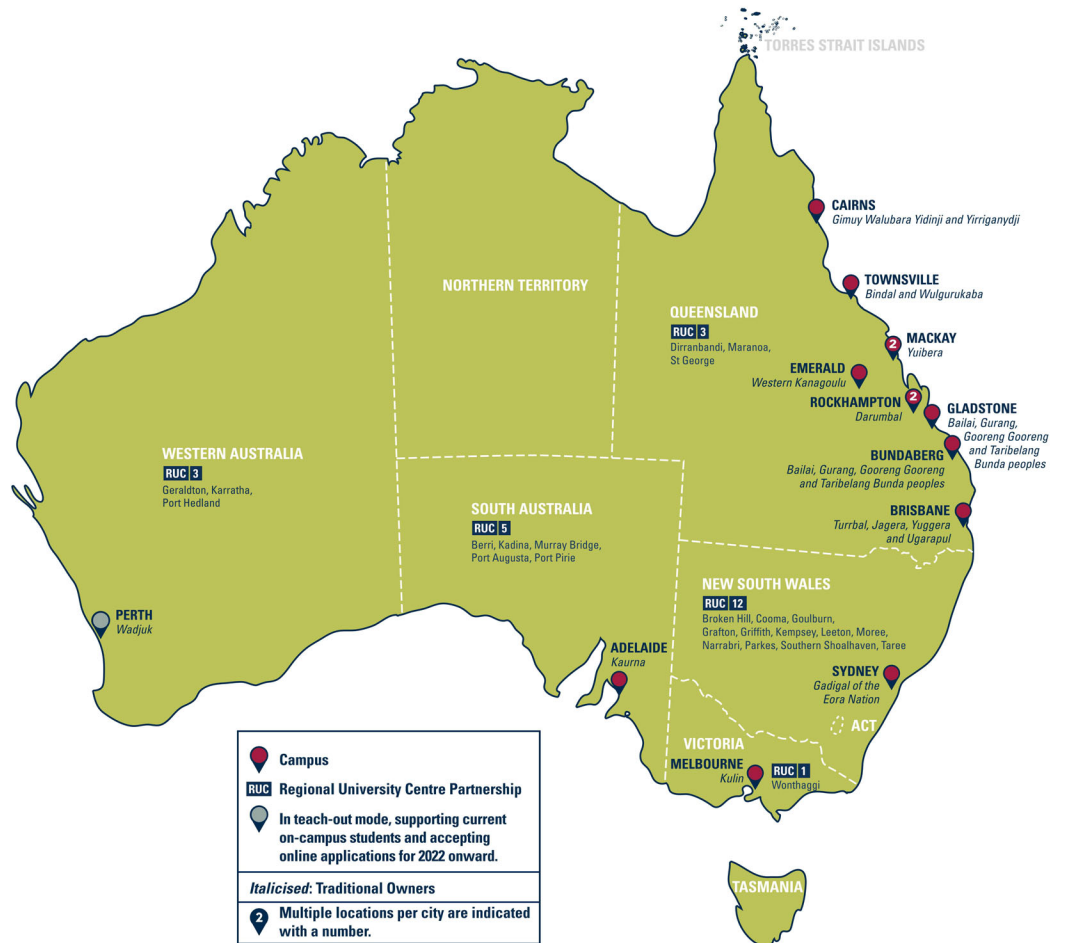 TORRES STRAIT ISLANDS
CAIRNS
Gimuy Walubara Yidinji and Yirriganydji
TOWNSVILLE
Bindal and Wulgurukaba
NORTHERN TERRITORY
QUEENSLAND
RUC 3
Dirranbandi, Maranoa,
St George
2
MACKAY
Yuibera
EMERALD
Western Kanagoulu
ROCKHAMPTON
Darumbal
2
GLADSTONE
Bailai, Gurang,
Gooreng Gooreng
and Taribelang
Bunda peoples
BUNDABERG
Bailai, Gurang, Gooreng Gooreng
and Taribelang Bunda peoples
BRISBANE
Turrbal, Jagera, Yuggera
and Ugarapul
WESTERN AUSTRALIA
RUC 3
Geraldton, Karratha,
Port Hedland
SOUTH AUSTRALIA
RUC 5
Berri, Kadina, Murray Bridge,
Port Augusta, Port Pirie
NEW SOUTH WALES
RUC 12
Broken Hill, Cooma, Goulburn,
Grafton, Griffith, Kempsey, Leeton, Moree,
Narrabri, Parkes, Southern Shoalhaven, Taree
PERTH
Wadjuk
ADELAIDE
Kaurna
SYDNEY
Gadigal of the
Eora Nation
ACT
VICTORIA
MELBOURNE
Kulin
RUC 1
Wonthaggi
TASMANIA
Campus
RUC Regional University Centre Partnership
In teach-out mode, supporting current
on-campus students and accepting
online applications for 2022 onward.
Italicised: Traditional Owners
2 Multiple locations per city are indicated
with a number.